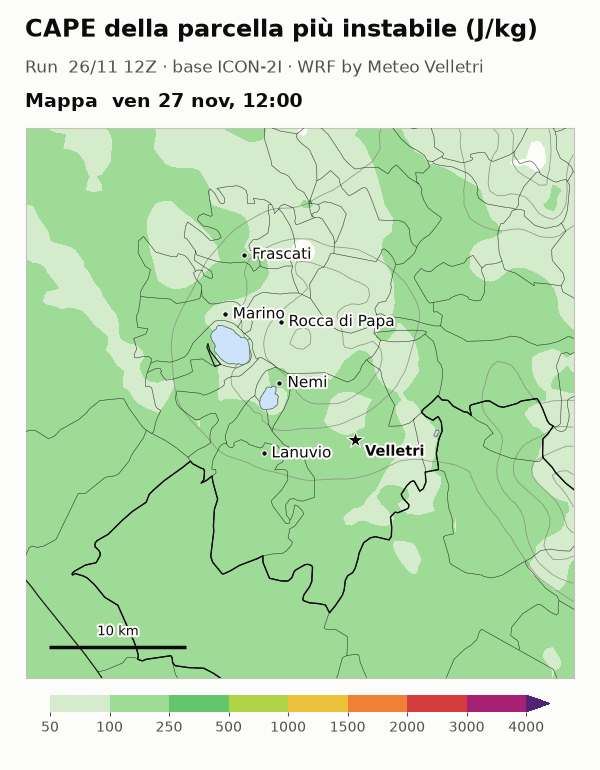 CAPE della parcella più instabile (J/kg)
Run  26/11 12Z · base ICON-2I · WRF by Meteo Velletri
Mappa  ven 27 nov, 12:00
Frascati
Marino
Rocca di Papa
Nemi
Velletri
Lanuvio
10 km
50 100 250 500 1000 1500 2000 3000 4000